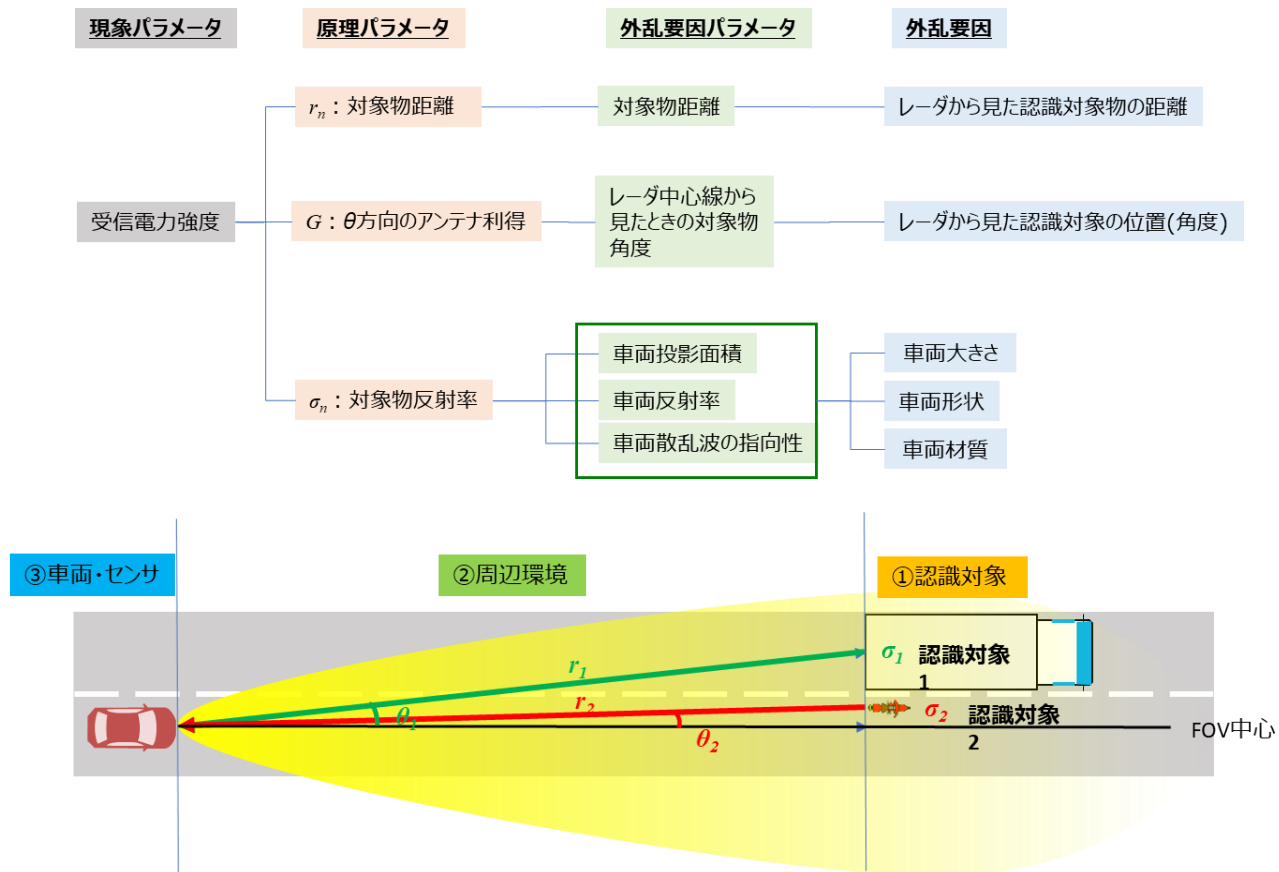 現象パラメータ
原理パラメータ
外乱要因パラメータ
外乱要因
rn：対象物距離
対象物距離
レーダから見た認識対象物の距離
受信電力強度
G：θ方向のアンテナ利得
レーダ中心線から
見たときの対象物
角度
レーダから見た認識対象の位置(角度)
σn：対象物反射率
車両投影面積
車両反射率
車両散乱波の指向性
車両大きさ
車両形状
車両材質
③車両・センサ
②周辺環境
①認識対象
r1
σ1
認識対象
1
θ1
r2
θ2
σ2
認識対象
2
FOV中心